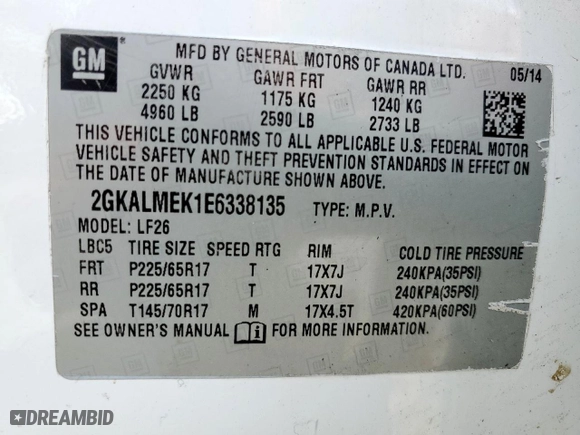 GM
MFD BY GENERAL MOTORS OF CANADA LTD. 05/14
GVWR GAWR FRT GAWR RR
2250 KG 1175 KG 1240 KG
4960 LB 2590 LB 2733 LB
THIS VEHICLE CONFORMS TO ALL APPLICABLE U.S. FEDERAL MOTOR
VEHICLE SAFETY AND THEFT PREVENTION STANDARDS IN EFFECT ON
THE DATE OF MANUFACTURE SHOWN ABOVE.
2GKALMEK1E6338135 TYPE: M.P.V.
MODEL: LF26
LBC5 TIRE SIZE SPEED RTG RIM COLD TIRE PRESSURE
FRT P225/65R17 T 17X7J 240KPA(35PSI)
RR P225/65R17 T 17X7J 240KPA(35PSI)
SPA T145/70R17 M 17X4.5T 420KPA(60PSI)
SEE OWNER'S MANUAL i FOR MORE INFORMATION.
DREAMBID